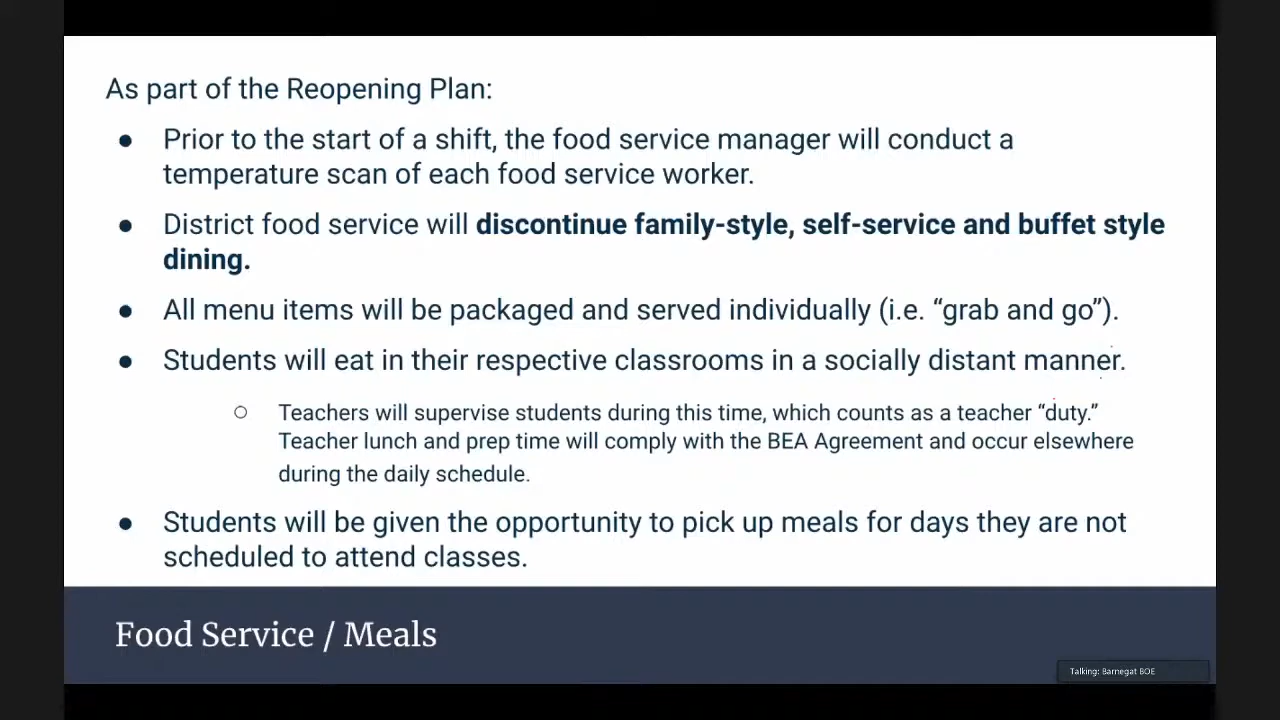 As part of the Reopening Plan:
● Prior to the start of a shift, the food service manager will conduct a
temperature scan of each food service worker.
● District food service will discontinue family-style, self-service and buffet style
dining.
● All menu items will be packaged and served individually (i.e. “grab and go”).
● Students will eat in their respective classrooms in a socially distant manner.
○ Teachers will supervise students during this time, which counts as a teacher “duty.”
Teacher lunch and prep time will comply with the BEA Agreement and occur elsewhere
during the daily schedule.
● Students will be given the opportunity to pick up meals for days they are not
scheduled to attend classes.
Food Service / Meals
Talking: Barnegat BOE